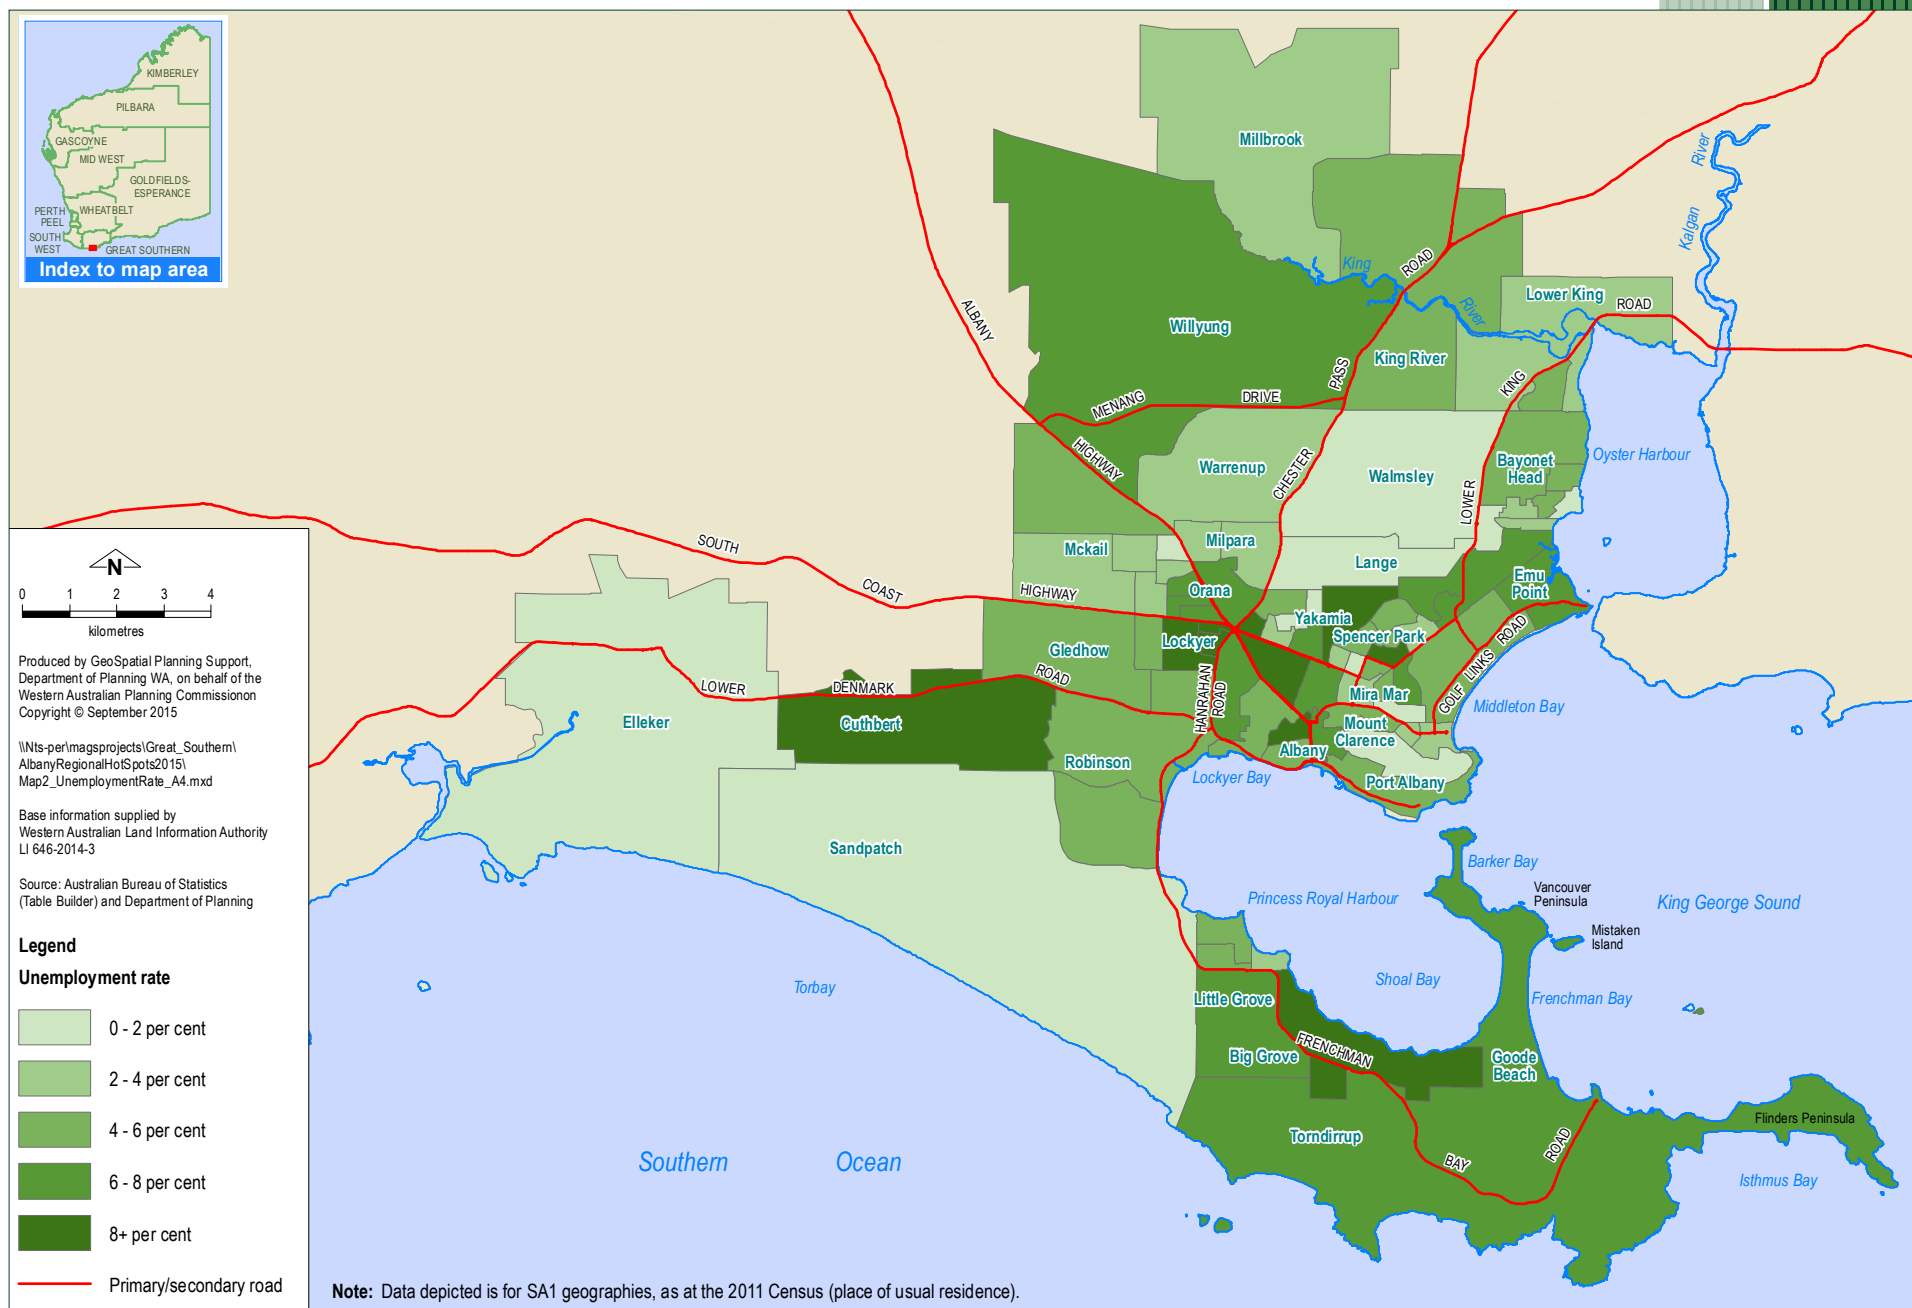 KIMBERLEY
PILBARA
GASCOYNE
MID WEST
GOLDFIELDS-
ESPERANCE
PERTH
PEEL
WHEATBELT
SOUTH
WEST
GREAT SOUTHERN
Index to map area
Millbrook
River
Kalgan
King
ROAD
River
Lower King
ROAD
ALBANY
Willyung
King River
PASS
KING
MENANG
DRIVE
HIGHWAY
Warrenup
CHESTER
Walmsley
LOWER
Bayonet
Head
Oyster Harbour
SOUTH
COAST
HIGHWAY
Mckail
Milpara
Lange
Orana
Emu
Point
Yakamia
Spencer Park
Lockyer
Gledhow
ROAD
HANRAHAN
ROAD
GOLF LINKS ROAD
Mira Mar
Middleton Bay
LOWER
DENMARK
Elleker
Cuthbert
Mount
Clarence
Albany
Robinson
Lockyer Bay
Port Albany
Sandpatch
Barker Bay
Vancouver
Peninsula
Princess Royal Harbour
King George Sound
Mistaken
Island
Torbay
Shoal Bay
Little Grove
Frenchman Bay
FRENCHMAN
Big Grove
Goode
Beach
Flinders Peninsula
Torndirrup
BAY
ROAD
Isthmus Bay
Southern Ocean
N
0 1 2 3 4
kilometres
Produced by GeoSpatial Planning Support,
Department of Planning WA, on behalf of the
Western Australian Planning Commissionon
Copyright © September 2015
\\Nts-per\magsprojects\Great_Southern\
AlbanyRegionalHotSpots2015\
Map2_UnemploymentRate_A4.mxd
Base information supplied by
Western Australian Land Information Authority
LI 646-2014-3
Source: Australian Bureau of Statistics
(Table Builder) and Department of Planning
Legend
Unemployment rate
0 - 2 per cent
2 - 4 per cent
4 - 6 per cent
6 - 8 per cent
8+ per cent
Primary/secondary road
Note: Data depicted is for SA1 geographies, as at the 2011 Census (place of usual residence).